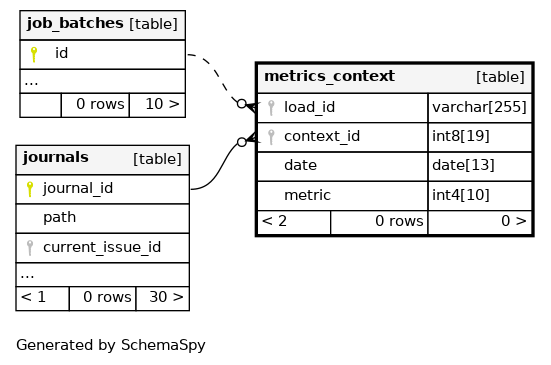 job_batches [table]
id
...
0 rows 10 >
metrics_context [table]
load_id varchar[255]
context_id int8[19]
date date[13]
metric int4[10]
< 2 0 rows 0 >
journals [table]
journal_id
path
current_issue_id
...
< 1 0 rows 30 >
Generated by SchemaSpy